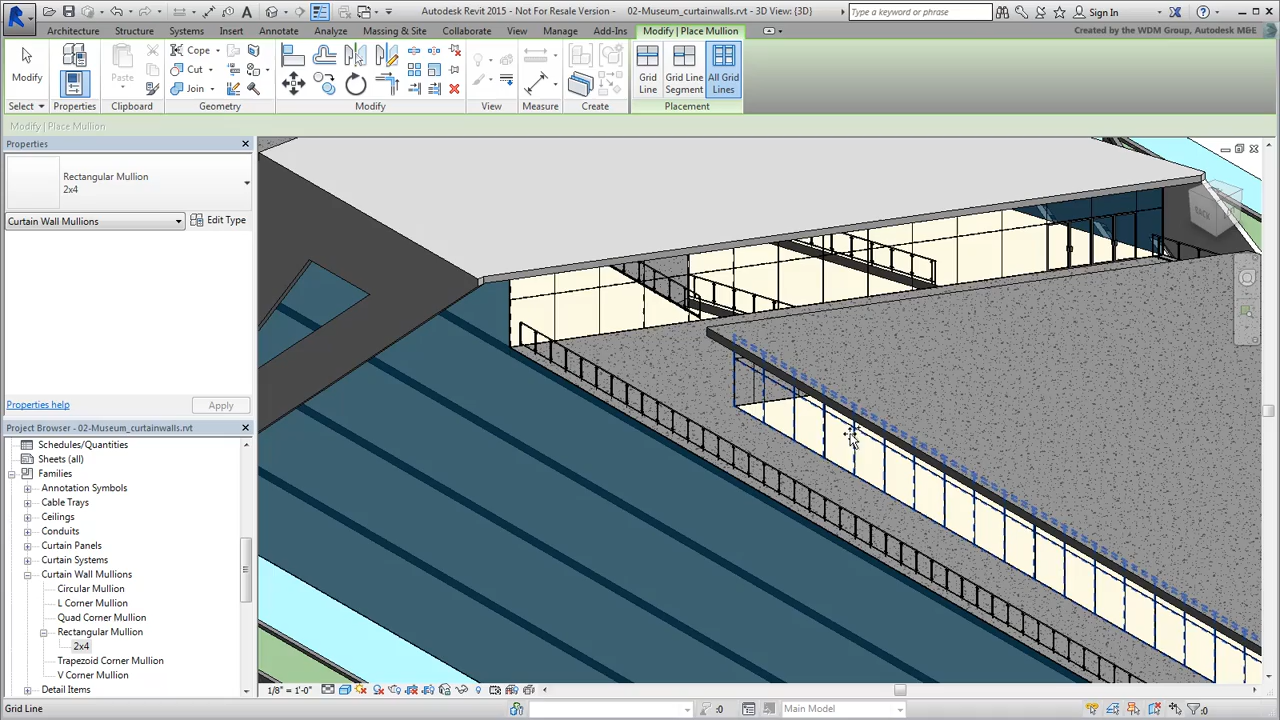 Autodesk Revit 2015 - Not For Resale Version -    02-Museum_curtainwalls.rvt - 3D View: {3D}
Type a keyword or phrase
Sign In
Architecture Structure Systems Insert Annotate Analyze Massing & Site Collaborate View Manage Add-Ins Modify | Place Mullion
Created by the WDM Group, Autodesk M&E
Modify
Paste
Cope
Cut
Join
Grid Line
Grid Line Segment
All Grid Lines
Select Properties Clipboard Geometry Modify View Measure Create Placement
Modify | Place Mullion
Properties
Rectangular Mullion
2x4
Curtain Wall Mullions
Edit Type
BACK
Properties help
Apply
Project Browser - 02-Museum_curtainwalls.rvt
Schedules/Quantities
Sheets (all)
Families
Annotation Symbols
Cable Trays
Ceilings
Conduits
Curtain Panels
Curtain Systems
Curtain Wall Mullions
Circular Mullion
L Corner Mullion
Quad Corner Mullion
Rectangular Mullion
2x4
Trapezoid Corner Mullion
V Corner Mullion
Detail Items
1/8" = 1'-0"
Grid Line
:0
Main Model
:0